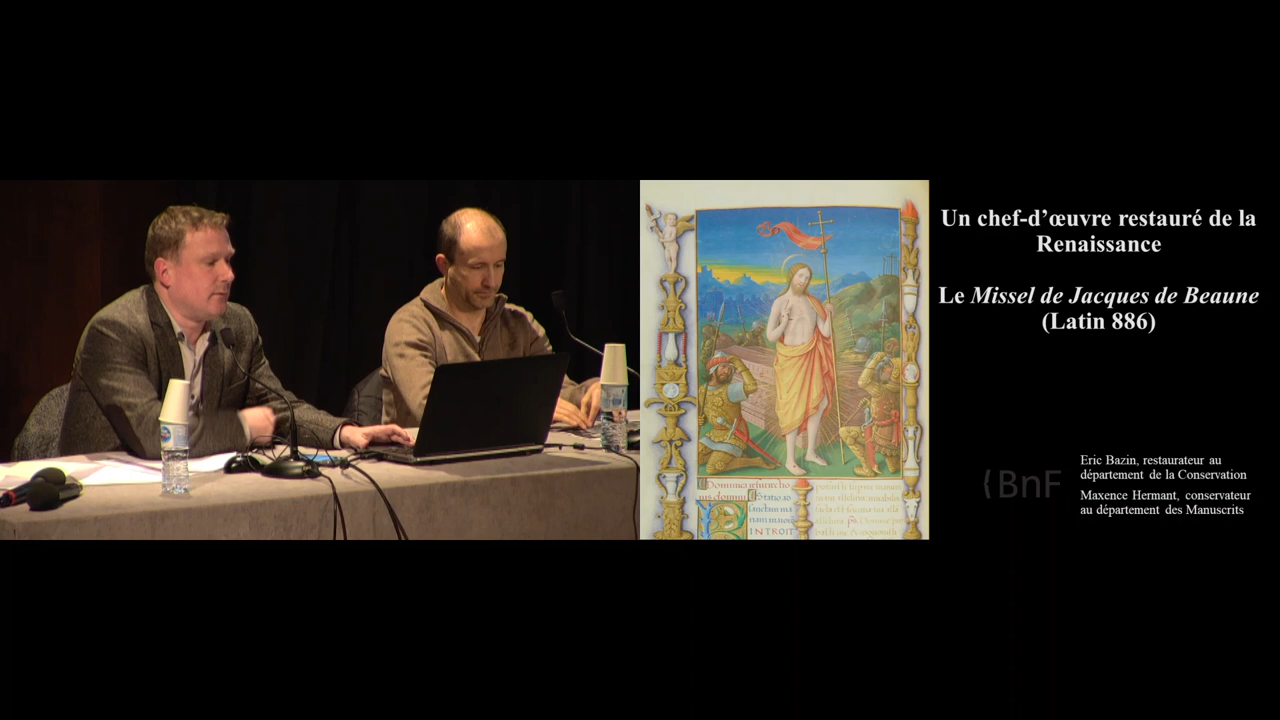 Un chef-d’œuvre restauré de la
Renaissance
Le Missel de Jacques de Beaune
(Latin 886)
BnF
Eric Bazin, restaurateur au
département de la Conservation
Maxence Hermant, conservateur
au département des Manuscrits
INTROIT